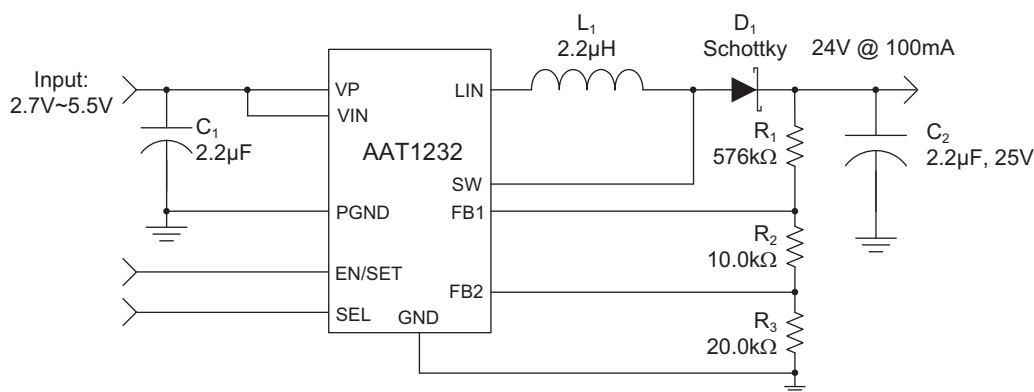 Input:
2.7V~5.5V
C₁
2.2µF
VP
VIN
AAT1232
PGND
EN/SET
SEL
GND
LIN
SW
FB1
FB2
L₁
2.2µH
D₁
Schottky
24V @ 100mA
R₁
576kΩ
C₂
2.2µF, 25V
R₂
10.0kΩ
R₃
20.0kΩ